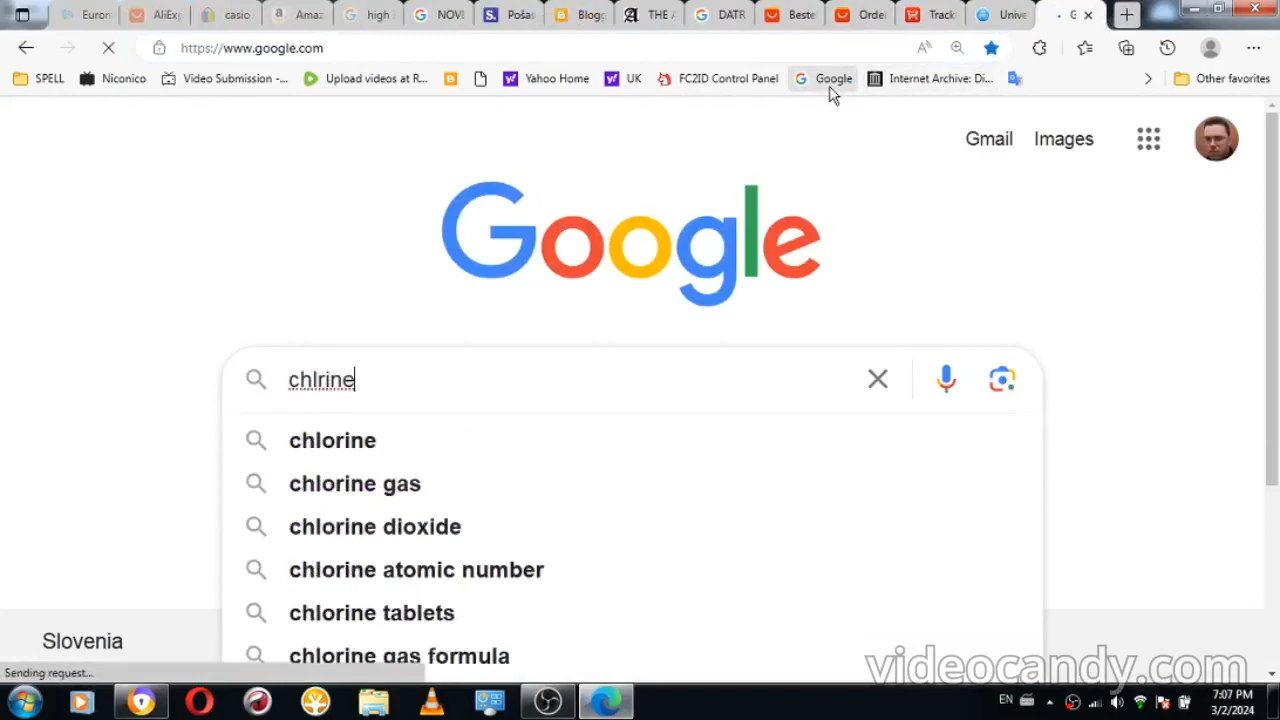 Eurom
AliExp
casio
Amaz
high
NOVI
Pošas
Blogg
THE A
DATR
Beste
Order
Track
Unive
G
https://www.google.com
SPELL
Niconico
Video Submission -...
Upload videos at R...
Yahoo Home
UK
FC2ID Control Panel
Google
Internet Archive: Di...
Other favorites
Gmail
Images
Google
chlrine
chlorine
chlorine gas
chlorine dioxide
chlorine atomic number
chlorine tablets
chlorine gas formula
Slovenia
videocandy.com
Sending request...
EN
7:07 PM
3/2/2024